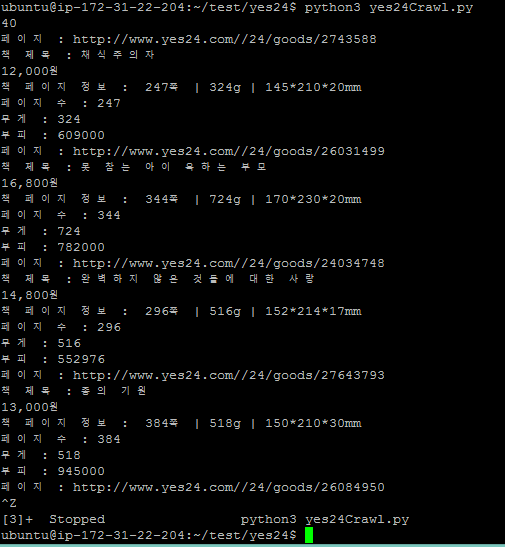 ubuntu@ip-172-31-22-204:~/test/yes24$ python3 yes24Crawl.py
40
페이지 : http://www.yes24.com//24/goods/2743588
책 제목 :채식주의자
12,000원
책 페이지 정보 : 247쪽 | 324g | 145*210*20mm
페이지 수 : 247
무게 : 324
부피 : 609000
페이지 : http://www.yes24.com//24/goods/26031499
책 제목 :못 참는 아이 욱하는 부모
16,800원
책 페이지 정보 : 344쪽 | 724g | 170*230*20mm
페이지 수 : 344
무게 : 724
부피 : 782000
페이지 : http://www.yes24.com//24/goods/24034748
책 제목 :완벽하지 않은 것들에 대한 사랑
14,800원
책 페이지 정보 : 296쪽 | 516g | 152*214*17mm
페이지 수 : 296
무게 : 516
부피 : 552976
페이지 : http://www.yes24.com//24/goods/27643793
책 제목 :종의 기원
13,000원
책 페이지 정보 : 384쪽 | 518g | 150*210*30mm
페이지 수 : 384
무게 : 518
부피 : 945000
페이지 : http://www.yes24.com//24/goods/26084950
^Z
[3]+  Stopped                 python3 yes24Crawl.py
ubuntu@ip-172-31-22-204:~/test/yes24$